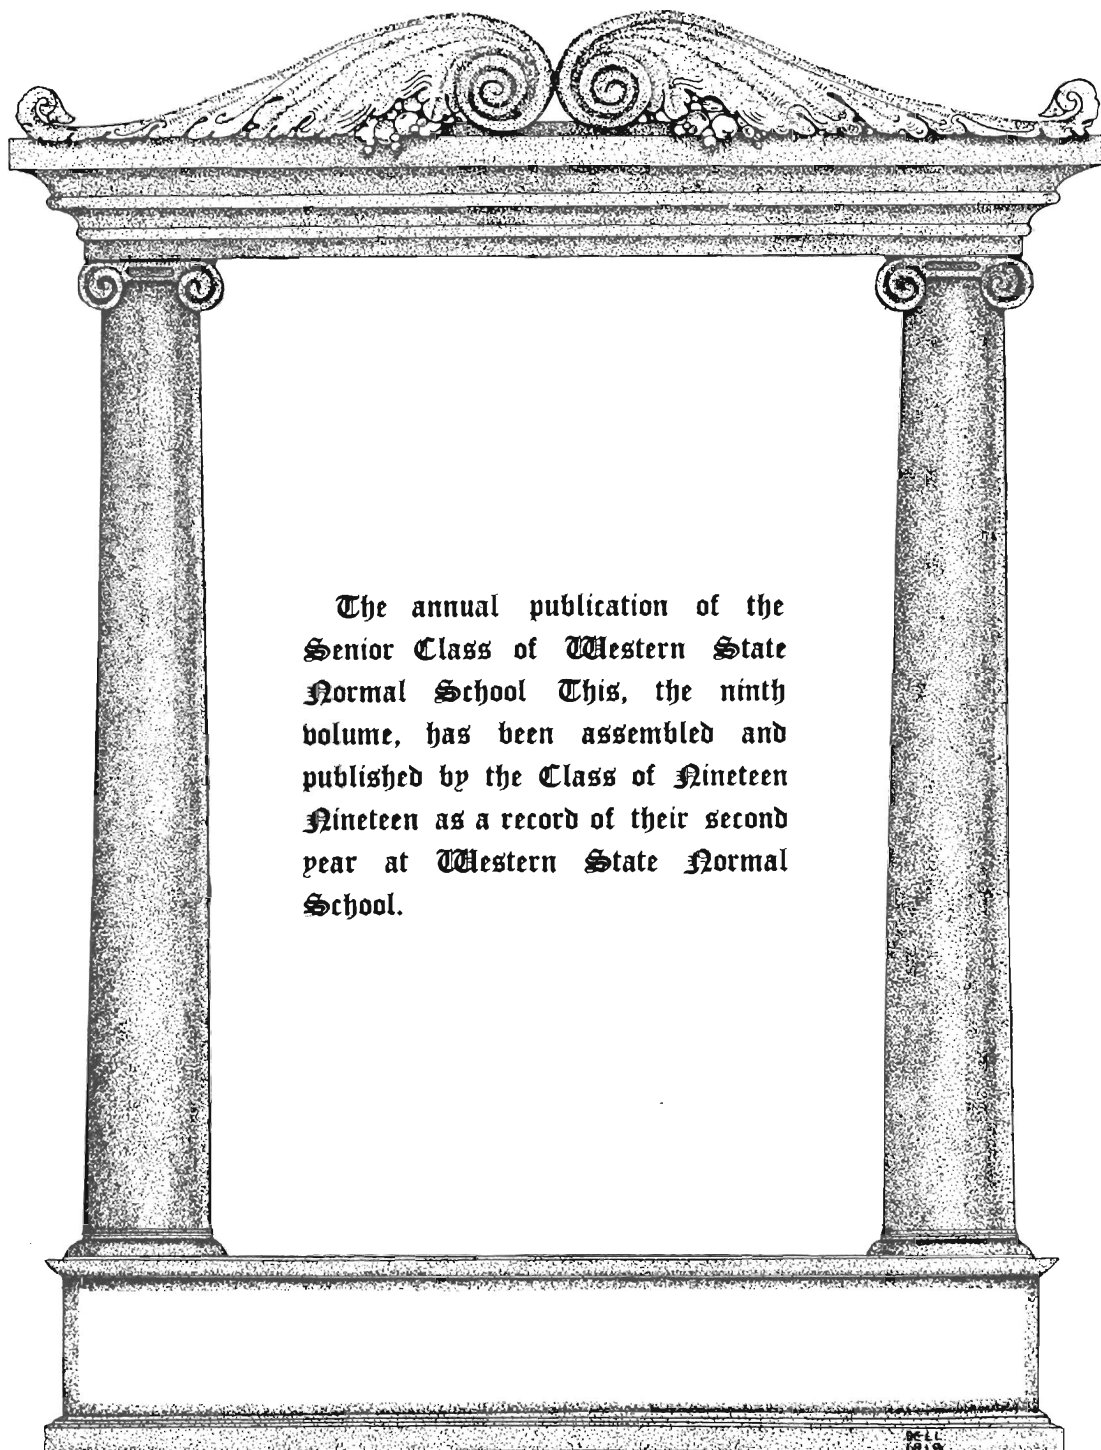 The annual publication of the
Senior Class of Western State
Normal School This, the ninth
volume, has been assembled and
published by the Class of Nineteen
Nineteen as a record of their second
year at Western State Normal
School.
BELL
1919